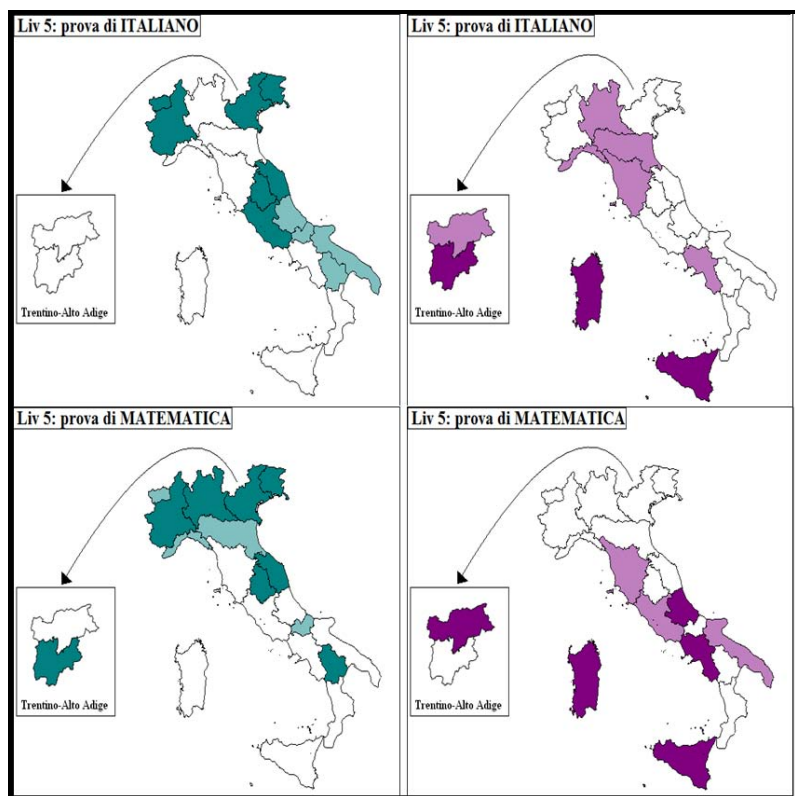 Liv 5: prova di ITALIANO
Liv 5: prova di ITALIANO
Trentino-Alto Adige
Trentino-Alto Adige
Liv 5: prova di MATEMATICA
Liv 5: prova di MATEMATICA
Trentino-Alto Adige
Trentino-Alto Adige